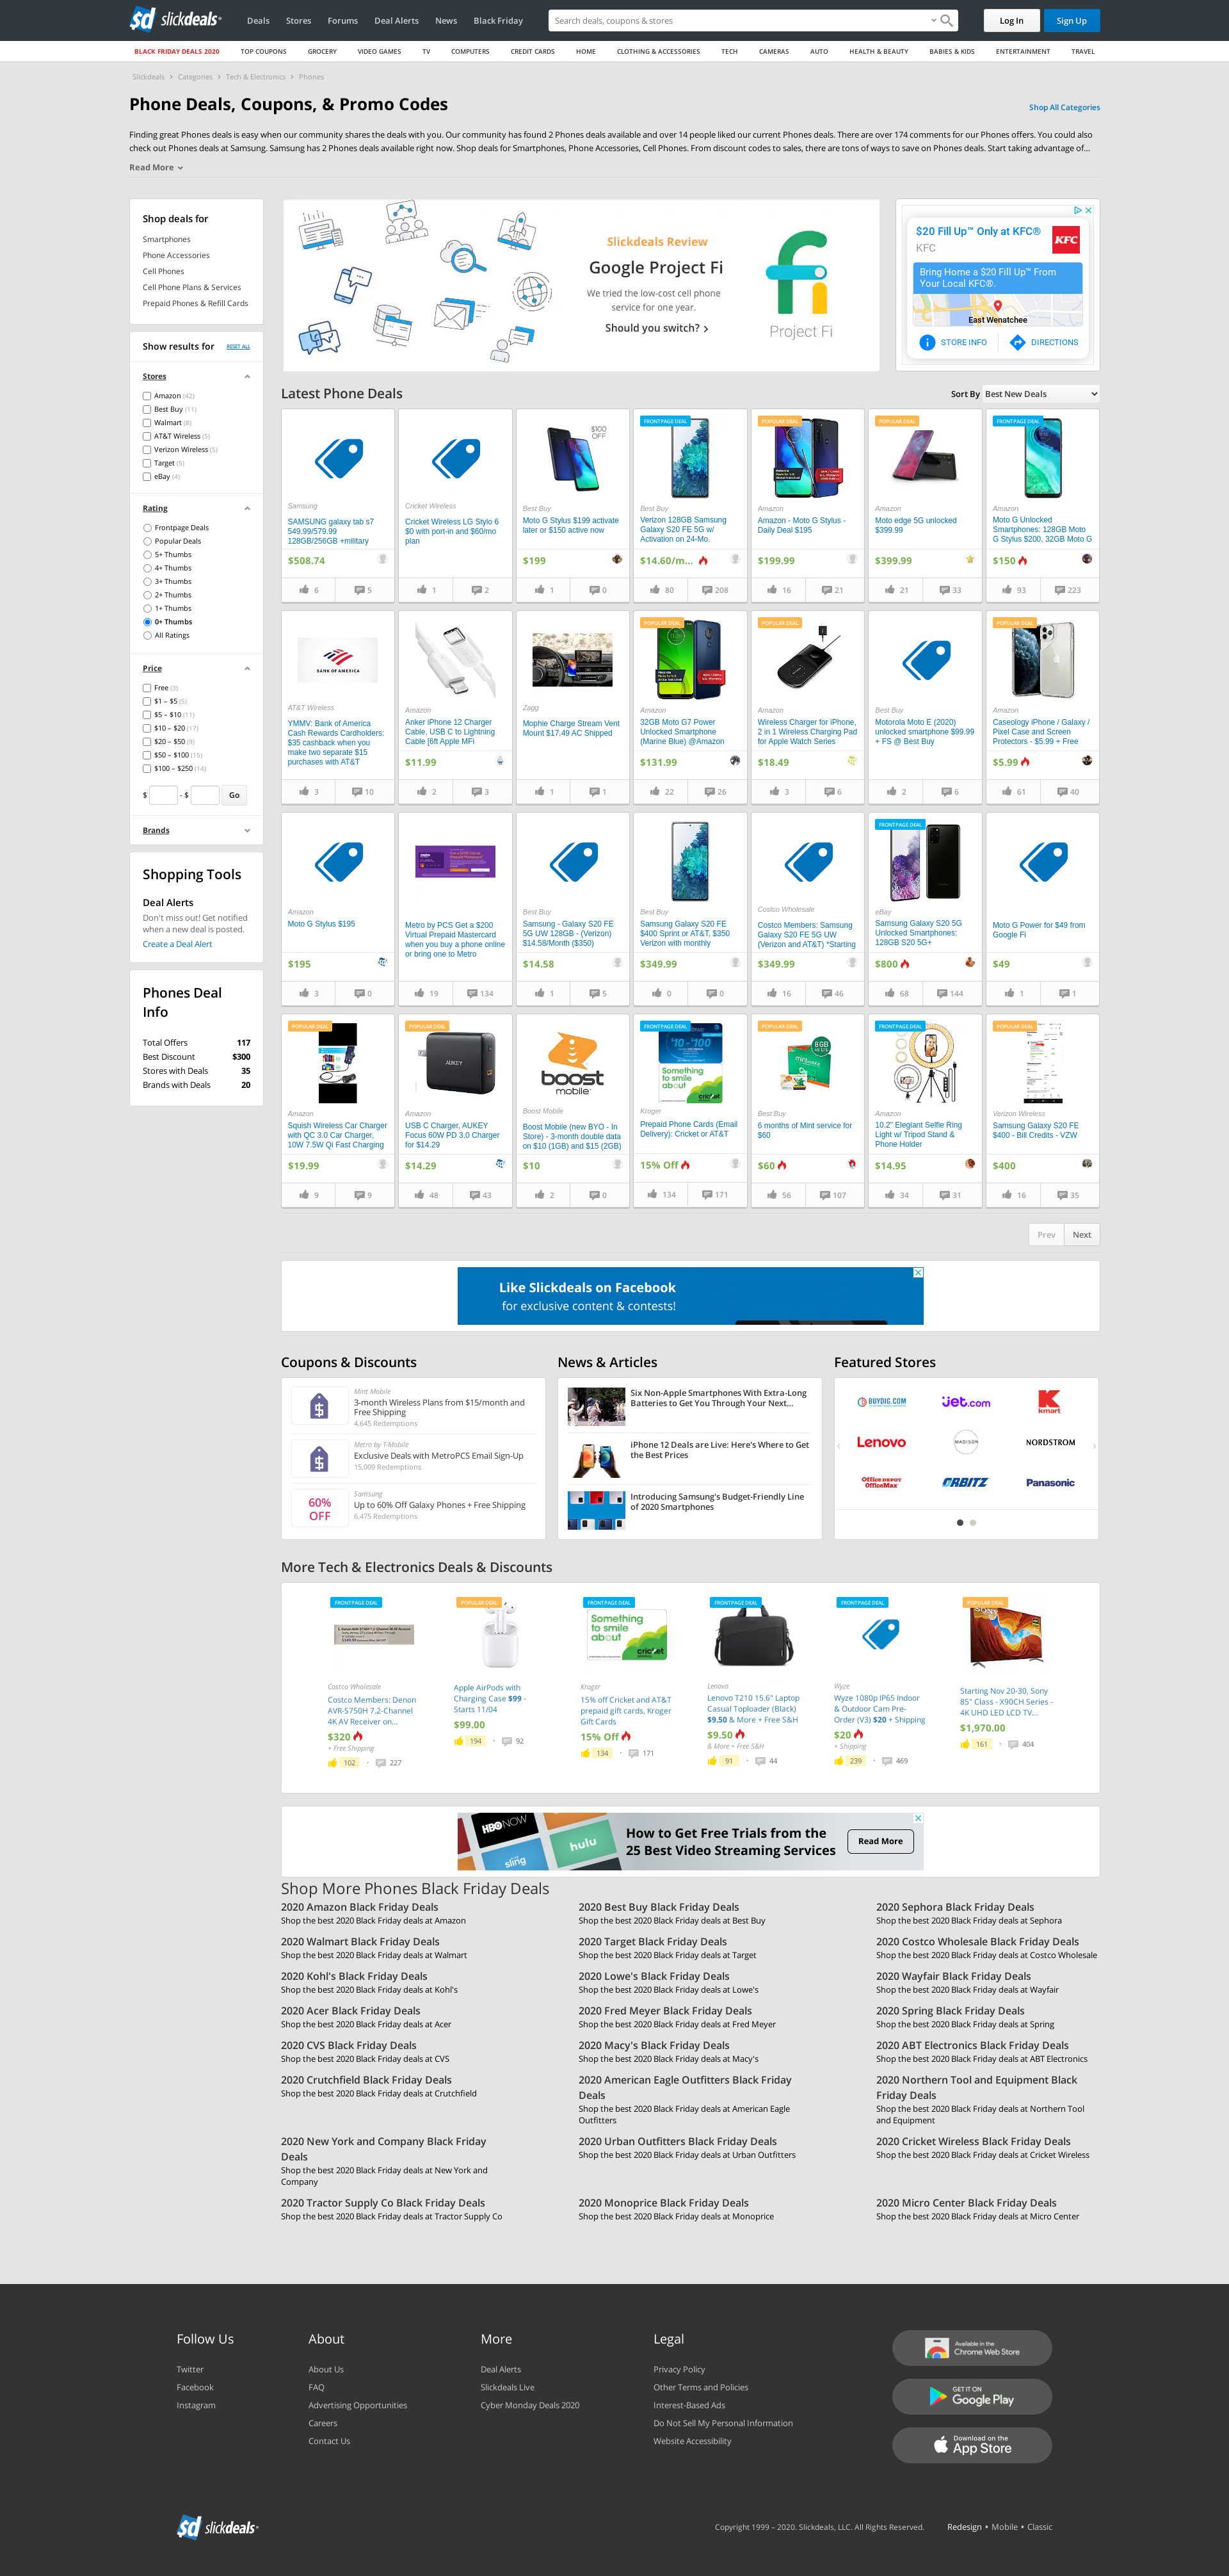 slickdeals
Deals
Stores
Forums
Deal Alerts
News
Black Friday
Search deals, coupons & stores
Log In
Sign Up
BLACK FRIDAY DEALS 2020
TOP COUPONS
GROCERY
VIDEO GAMES
TV
COMPUTERS
CREDIT CARDS
HOME
CLOTHING & ACCESSORIES
TECH
CAMERAS
AUTO
HEALTH & BEAUTY
BABIES & KIDS
ENTERTAINMENT
TRAVEL
Slickdeals > Categories > Tech & Electronics > Phones
Phone Deals, Coupons, & Promo Codes
Shop All Categories
Finding great Phones deals is easy when our community shares the deals with you. Our community has found 2 Phones deals available and over 14 people liked our current Phones deals. There are over 174 comments for our Phones offers. You could also
check out Phones deals at Samsung. Samsung has 2 Phones deals available right now. Shop deals for Smartphones, Phone Accessories, Cell Phones. From discount codes to sales, there are tons of ways to save on Phones deals. Start taking advantage of...
Read More
Shop deals for
Smartphones
Phone Accessories
Cell Phones
Cell Phone Plans & Services
Prepaid Phones & Refill Cards
Show results for
RESET ALL
Stores
Amazon (42)
Best Buy (11)
Walmart (8)
AT&T Wireless (5)
Verizon Wireless (5)
Target (5)
eBay (4)
Rating
Frontpage Deals
Popular Deals
5+ Thumbs
4+ Thumbs
3+ Thumbs
2+ Thumbs
1+ Thumbs
0+ Thumbs
All Ratings
Price
Free (3)
$1 – $5 (5)
$5 – $10 (11)
$10 – $20 (17)
$20 – $50 (9)
$50 – $100 (15)
$100 – $250 (14)
$ - $ Go
Brands
Shopping Tools
Deal Alerts
Don't miss out! Get notified
when a new deal is posted.
Create a Deal Alert
Phones Deal
Info
Total Offers 117
Best Discount $300
Stores with Deals 35
Brands with Deals 20
Slickdeals Review
Google Project Fi
We tried the low-cost cell phone
service for one year.
Should you switch? >
Project Fi
$20 Fill Up™ Only at KFC®
KFC
Bring Home a $20 Fill Up™ From
Your Local KFC®.
East Wenatchee
STORE INFO
DIRECTIONS
Latest Phone Deals
Sort By Best New Deals
Samsung
SAMSUNG galaxy tab s7
549.99/579.99
128GB/256GB +military
$508.74
6 5
Cricket Wireless
Cricket Wireless LG Stylo 6
$0 with port-in and $60/mo
plan
1 2
$100
OFF
Best Buy
Moto G Stylus $199 activate
later or $150 active now
$199
1 0
FRONTPAGE DEAL
Best Buy
Verizon 128GB Samsung
Galaxy S20 FE 5G w/
Activation on 24-Mo.
$14.60/m...
80 208
POPULAR DEAL
Amazon
Amazon - Moto G Stylus -
Daily Deal $195
$199.99
16 21
POPULAR DEAL
Amazon
Moto edge 5G unlocked
$399.99
$399.99
21 33
FRONTPAGE DEAL
Amazon
Moto G Unlocked
Smartphones: 128GB Moto
G Stylus $200, 32GB Moto G
$150
93 223
BANK OF AMERICA
AT&T Wireless
YMMV: Bank of America
Cash Rewards Cardholders:
$35 cashback when you
make two separate $15
purchases with AT&T
3 10
Amazon
Anker iPhone 12 Charger
Cable, USB C to Lightning
Cable [6ft Apple MFi
$11.99
2 3
Zagg
Mophie Charge Stream Vent
Mount $17.49 AC Shipped
1 1
POPULAR DEAL
Amazon
32GB Moto G7 Power
Unlocked Smartphone
(Marine Blue) @Amazon
$131.99
22 26
POPULAR DEAL
Amazon
Wireless Charger for iPhone,
2 in 1 Wireless Charging Pad
for Apple Watch Series
$18.49
3 6
Best Buy
Motorola Moto E (2020)
unlocked smartphone $99.99
+ FS @ Best Buy
2 6
POPULAR DEAL
Amazon
Caseology iPhone / Galaxy /
Pixel Case and Screen
Protectors - $5.99 + Free
$5.99
61 40
Amazon
Moto G Stylus $195
$195
3 0
Metro by PCS Get a $200
Virtual Prepaid Mastercard
when you buy a phone online
or bring one to Metro
19 134
Best Buy
Samsung - Galaxy S20 FE
5G UW 128GB - (Verizon)
$14.58/Month ($350)
$14.58
1 5
Best Buy
Samsung Galaxy S20 FE
$400 Sprint or AT&T, $350
Verizon with monthly
$349.99
0 0
Costco Wholesale
Costco Members: Samsung
Galaxy S20 FE 5G UW
(Verizon and AT&T) *Starting
$349.99
16 46
FRONTPAGE DEAL
eBay
Samsung Galaxy S20 5G
Unlocked Smartphones:
128GB S20 5G+
$800
68 144
Moto G Power for $49 from
Google Fi
$49
1 1
POPULAR DEAL
Amazon
Squish Wireless Car Charger
with QC 3.0 Car Charger,
10W 7.5W Qi Fast Charging
$19.99
9 9
POPULAR DEAL
AUKEY
Amazon
USB C Charger, AUKEY
Focus 60W PD 3.0 Charger
for $14.29
$14.29
48 43
boost
mobile
Boost Mobile
Boost Mobile (new BYO - In
Store) - 3-month double data
on $10 (1GB) and $15 (2GB)
$10
2 0
FRONTPAGE DEAL
$10-$100
Something
to smile
about
cricket
Kroger
Prepaid Phone Cards (Email
Delivery): Cricket or AT&T
15% Off
134 171
POPULAR DEAL
8GB
Best Buy
6 months of Mint service for
$60
$60
56 107
FRONTPAGE DEAL
Amazon
10.2" Elegiant Selfie Ring
Light w/ Tripod Stand &
Phone Holder
$14.95
34 31
POPULAR DEAL
Verizon Wireless
Samsung Galaxy S20 FE
$400 - Bill Credits - VZW
$400
16 35
Prev Next
Like Slickdeals on Facebook
for exclusive content & contests!
Coupons & Discounts
Mint Mobile
3-month Wireless Plans from $15/month and
Free Shipping
4,645 Redemptions
Metro by T-Mobile
Exclusive Deals with MetroPCS Email Sign-Up
15,009 Redemptions
60%
OFF
Samsung
Up to 60% Off Galaxy Phones + Free Shipping
6,475 Redemptions
News & Articles
Six Non-Apple Smartphones With Extra-Long
Batteries to Get You Through Your Next...
iPhone 12 Deals are Live: Here's Where to Get
the Best Prices
Introducing Samsung's Budget-Friendly Line
of 2020 Smartphones
Featured Stores
BUYDIG.COM
Jet.com
kmart
Lenovo
MADISON
NORDSTROM
Office DEPOT
OfficeMax
ORBITZ
Panasonic
More Tech & Electronics Deals & Discounts
FRONTPAGE DEAL
Costco Wholesale
Costco Members: Denon
AVR-S750H 7.2-Channel
4K AV Receiver on...
$320
+ Free Shipping
102 · 227
POPULAR DEAL
Apple AirPods with
Charging Case $99 -
Starts 11/04
$99.00
194 · 92
FRONTPAGE DEAL
Something
to smile
about
cricket
Kroger
15% off Cricket and AT&T
prepaid gift cards, Kroger
Gift Cards
15% Off
134 · 171
FRONTPAGE DEAL
Lenovo
Lenovo T210 15.6" Laptop
Casual Toploader (Black)
$9.50 & More + Free S&H
$9.50
& More + Free S&H
91 · 44
FRONTPAGE DEAL
Wyze
Wyze 1080p IP65 Indoor
& Outdoor Cam Pre-
Order (V3) $20 + Shipping
$20
+ Shipping
239 · 469
POPULAR DEAL
SONY
Starting Nov 20-30, Sony
85" Class - X90CH Series -
4K UHD LED LCD TV...
$1,970.00
161 · 404
HBO NOW
hulu
sling
How to Get Free Trials from the
25 Best Video Streaming Services
Read More
Shop More Phones Black Friday Deals
2020 Amazon Black Friday Deals
Shop the best 2020 Black Friday deals at Amazon
2020 Best Buy Black Friday Deals
Shop the best 2020 Black Friday deals at Best Buy
2020 Sephora Black Friday Deals
Shop the best 2020 Black Friday deals at Sephora
2020 Walmart Black Friday Deals
Shop the best 2020 Black Friday deals at Walmart
2020 Target Black Friday Deals
Shop the best 2020 Black Friday deals at Target
2020 Costco Wholesale Black Friday Deals
Shop the best 2020 Black Friday deals at Costco Wholesale
2020 Kohl's Black Friday Deals
Shop the best 2020 Black Friday deals at Kohl's
2020 Lowe's Black Friday Deals
Shop the best 2020 Black Friday deals at Lowe's
2020 Wayfair Black Friday Deals
Shop the best 2020 Black Friday deals at Wayfair
2020 Acer Black Friday Deals
Shop the best 2020 Black Friday deals at Acer
2020 Fred Meyer Black Friday Deals
Shop the best 2020 Black Friday deals at Fred Meyer
2020 Spring Black Friday Deals
Shop the best 2020 Black Friday deals at Spring
2020 CVS Black Friday Deals
Shop the best 2020 Black Friday deals at CVS
2020 Macy's Black Friday Deals
Shop the best 2020 Black Friday deals at Macy's
2020 ABT Electronics Black Friday Deals
Shop the best 2020 Black Friday deals at ABT Electronics
2020 Crutchfield Black Friday Deals
Shop the best 2020 Black Friday deals at Crutchfield
2020 American Eagle Outfitters Black Friday
Deals
Shop the best 2020 Black Friday deals at American Eagle
Outfitters
2020 Northern Tool and Equipment Black
Friday Deals
Shop the best 2020 Black Friday deals at Northern Tool
and Equipment
2020 New York and Company Black Friday
Deals
Shop the best 2020 Black Friday deals at New York and
Company
2020 Urban Outfitters Black Friday Deals
Shop the best 2020 Black Friday deals at Urban Outfitters
2020 Cricket Wireless Black Friday Deals
Shop the best 2020 Black Friday deals at Cricket Wireless
2020 Tractor Supply Co Black Friday Deals
Shop the best 2020 Black Friday deals at Tractor Supply Co
2020 Monoprice Black Friday Deals
Shop the best 2020 Black Friday deals at Monoprice
2020 Micro Center Black Friday Deals
Shop the best 2020 Black Friday deals at Micro Center
Follow Us
Twitter
Facebook
Instagram
About
About Us
FAQ
Advertising Opportunities
Careers
Contact Us
More
Deal Alerts
Slickdeals Live
Cyber Monday Deals 2020
Legal
Privacy Policy
Other Terms and Policies
Interest-Based Ads
Do Not Sell My Personal Information
Website Accessibility
Available in the
Chrome Web Store
GET IT ON
Google Play
Download on the
App Store
slickdeals
Copyright 1999 – 2020. Slickdeals, LLC. All Rights Reserved.
Redesign • Mobile • Classic